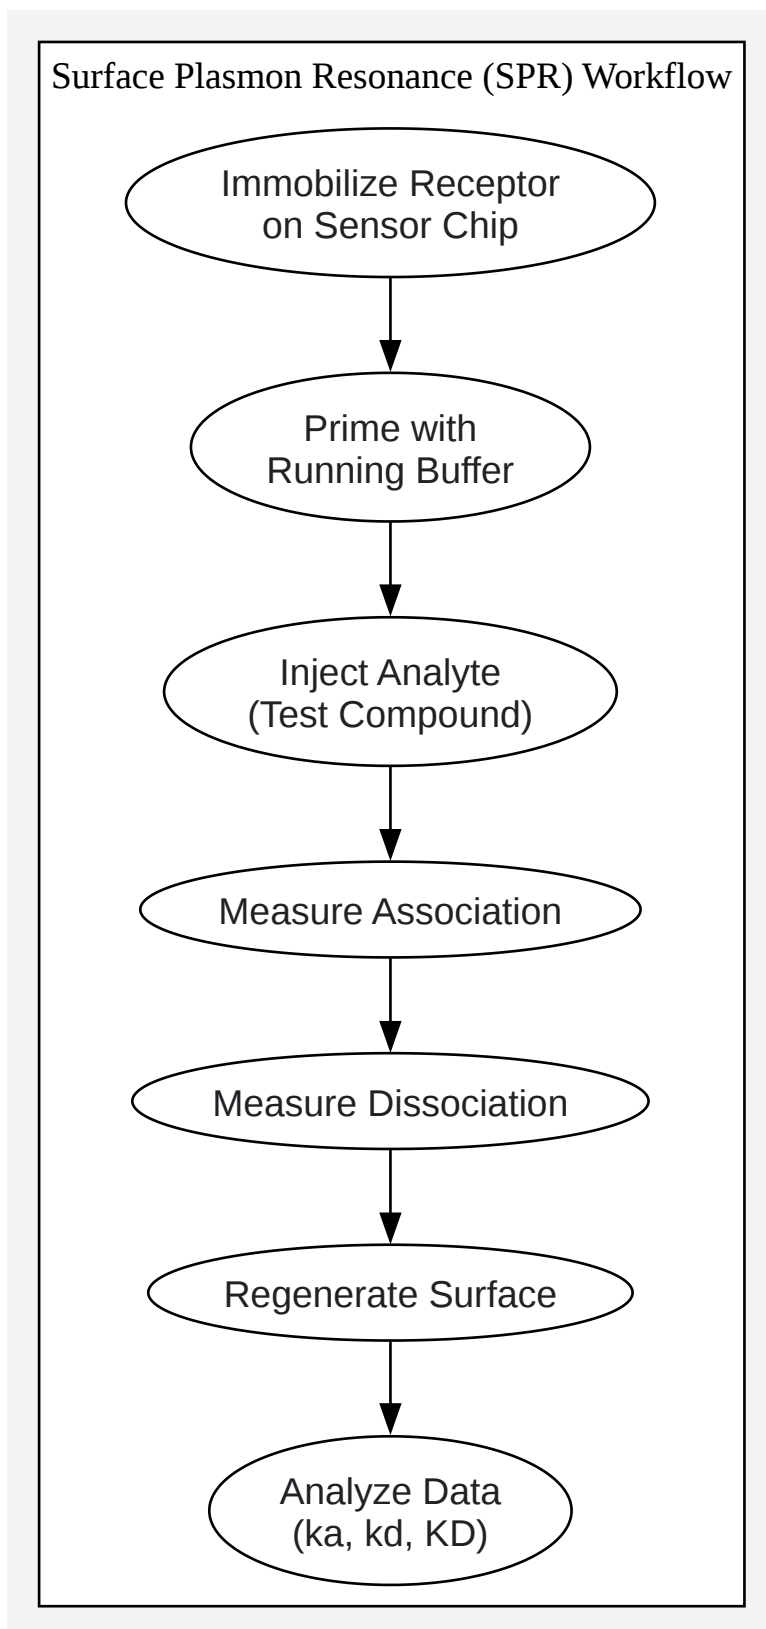 Surface Plasmon Resonance (SPR) Workflow
Immobilize Receptor
on Sensor Chip
Prime with
Running Buffer
Inject Analyte
(Test Compound)
Measure Association
Measure Dissociation
Regenerate Surface
Analyze Data
(ka, kd, KD)